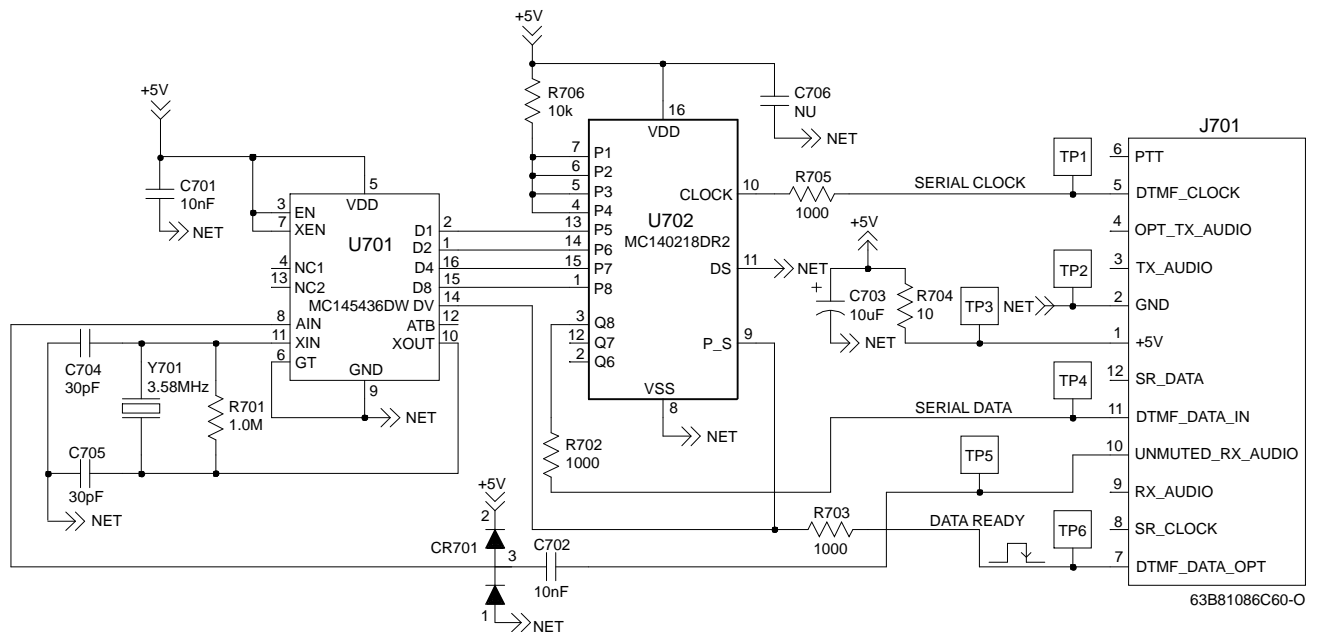 +5V
+5V
C701
10nF
NET
5
VDD
3 EN
7 XEN
U701
4 NC1
13 NC2
MC145436DW
8 AIN
11 XIN
6 GT
GND
9
NET
D1 2
D2 1
D4 16
D8 15
DV 14
ATB 12
XOUT 10
C704
30pF
Y701
3.58MHz
R701
1.0M
C705
30pF
NET
R706
10k
C706
NU
NET
16
VDD
7 P1
6 P2
5 P3
4 P4
13 P5
14 P6
15 P7
1 P8
3 Q8
12 Q7
2 Q6
U702
MC140218DR2
CLOCK 10
DS 11
NET
P_S 9
VSS
8
NET
R705
1000
SERIAL CLOCK
+5V
+
C703
10uF
NET
R704
10
R702
1000
SERIAL DATA
+5V
2
CR701
3
1
NET
C702
10nF
R703
1000
DATA READY
TP1
TP2
NET
TP3
TP4
TP5
TP6
J701
6 PTT
5 DTMF_CLOCK
4 OPT_TX_AUDIO
3 TX_AUDIO
2 GND
1 +5V
12 SR_DATA
11 DTMF_DATA_IN
10 UNMUTED_RX_AUDIO
9 RX_AUDIO
8 SR_CLOCK
7 DTMF_DATA_OPT
63B81086C60-O